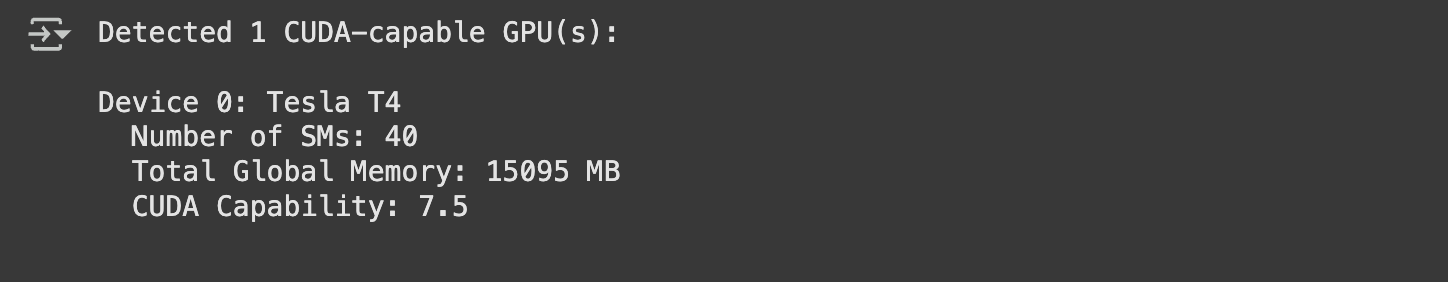 Detected 1 CUDA-capable GPU(s):
Device 0: Tesla T4
Number of SMs: 40
Total Global Memory: 15095 MB
CUDA Capability: 7.5